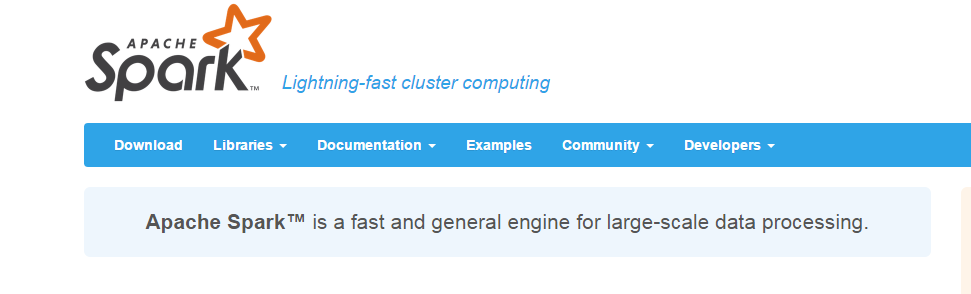 APACHE
Spark™
Lightning-fast cluster computing
Download Libraries Documentation Examples Community Developers
Apache Spark™ is a fast and general engine for large-scale data processing.